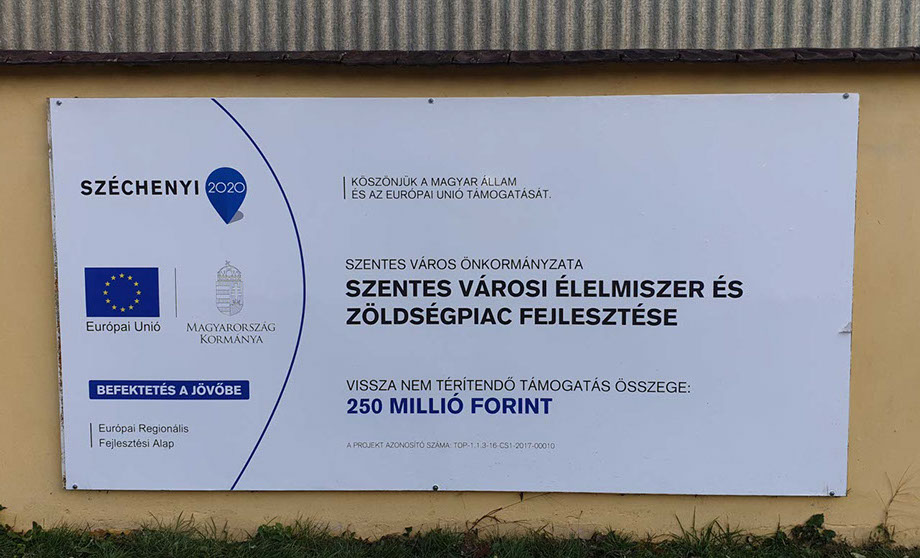 SZÉCHENYI 2020
Európai Unió
MAGYARORSZÁG
KORMÁNYA
BEFEKTETÉS A JÖVŐBE
Európai Regionális
Fejlesztési Alap
KÖSZÖNJÜK A MAGYAR ÁLLAM
ÉS AZ EURÓPAI UNIÓ TÁMOGATÁSÁT.
SZENTES VÁROS ÖNKORMÁNYZATA
SZENTES VÁROSI ÉLELMISZER ÉS
ZÖLDSÉGPIAC FEJLESZTÉSE
VISSZA NEM TÉRÍTENDŐ TÁMOGATÁS ÖSSZEGE:
250 MILLIÓ FORINT
A PROJEKT AZONOSÍTÓ SZÁMA: TOP-1.1.3-16-CS1-2017-00010